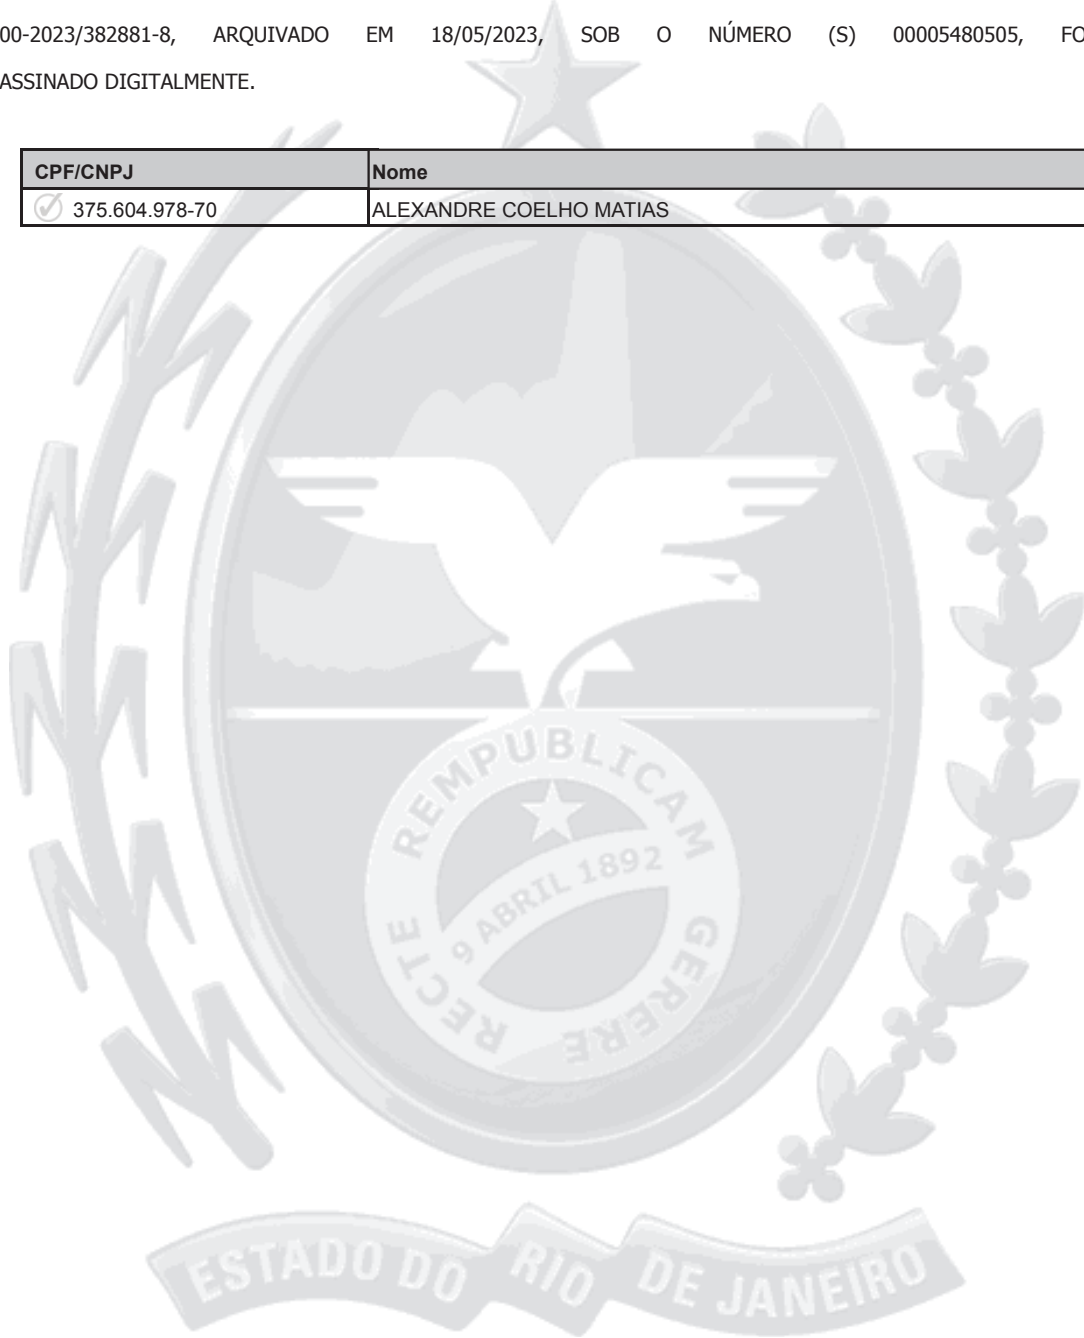 00-2023/382881-8, ARQUIVADO EM 18/05/2023, SOB O NÚMERO (S) 00005480505, FO
ASSINADO DIGITALMENTE.
CPF/CNPJ Nome
375.604.978-70 ALEXANDRE COELHO MATIAS
RECTE REMPUBLICAM GERERE
9 ABRIL 1892
ESTADO DO RIO DE JANEIRO